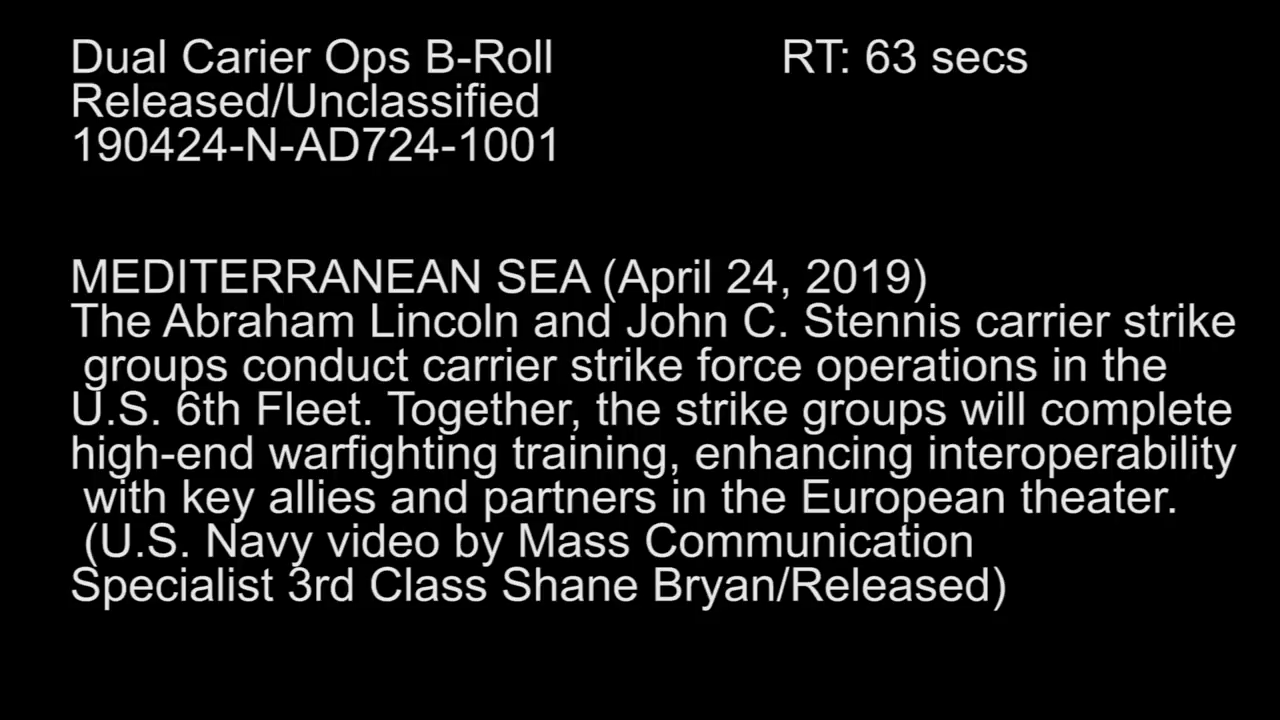 Dual Carier Ops B-Roll RT: 63 secs
Released/Unclassified
190424-N-AD724-1001
MEDITERRANEAN SEA (April 24, 2019)
The Abraham Lincoln and John C. Stennis carrier strike
groups conduct carrier strike force operations in the
U.S. 6th Fleet. Together, the strike groups will complete
high-end warfighting training, enhancing interoperability
with key allies and partners in the European theater.
(U.S. Navy video by Mass Communication
Specialist 3rd Class Shane Bryan/Released)